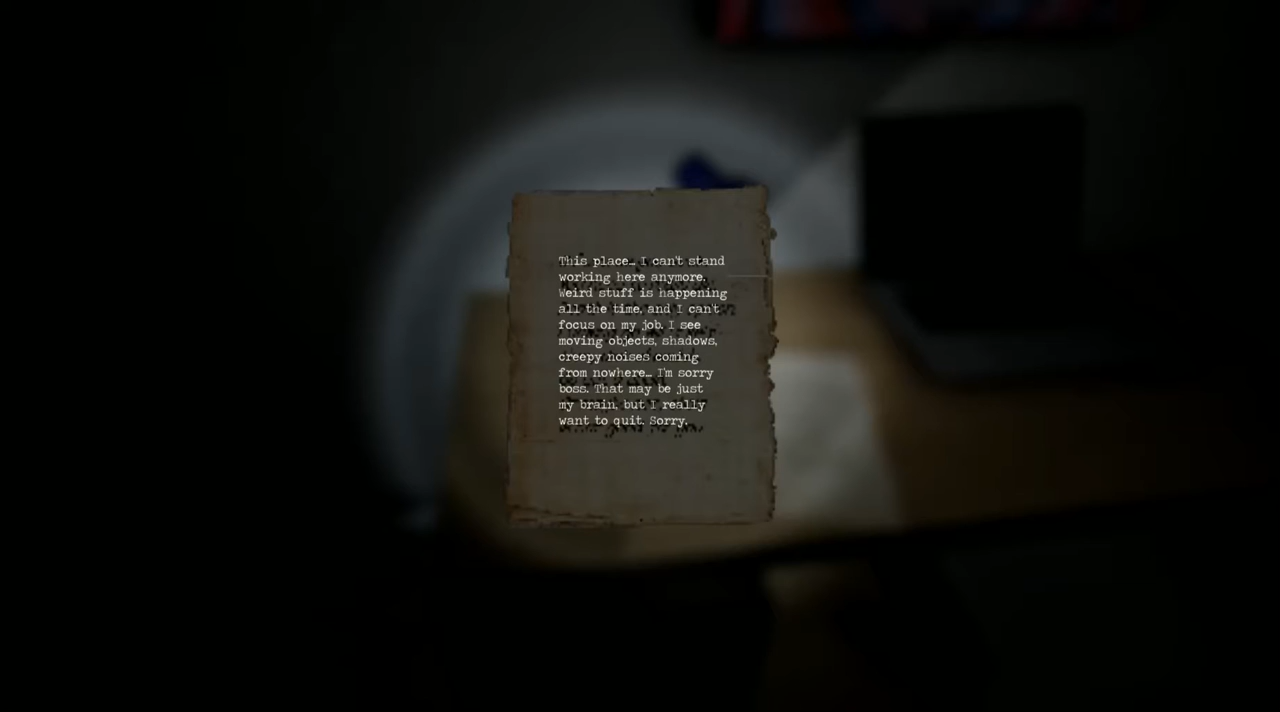 This place... I can't stand
working here anymore.
Weird stuff is happening
all the time, and I can't
focus on my job. I see
moving objects, shadows,
creepy noises coming
from nowhere... I'm sorry
boss. That may be just
my brain, but I really
want to quit. Sorry.